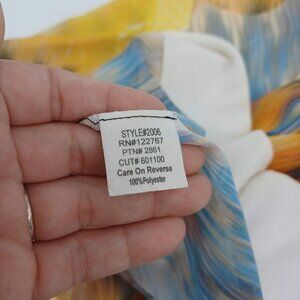 STYLE#2006
RN#122767
PTN# 2861
CUT# 601100
Care On Reverse
100%Polyester